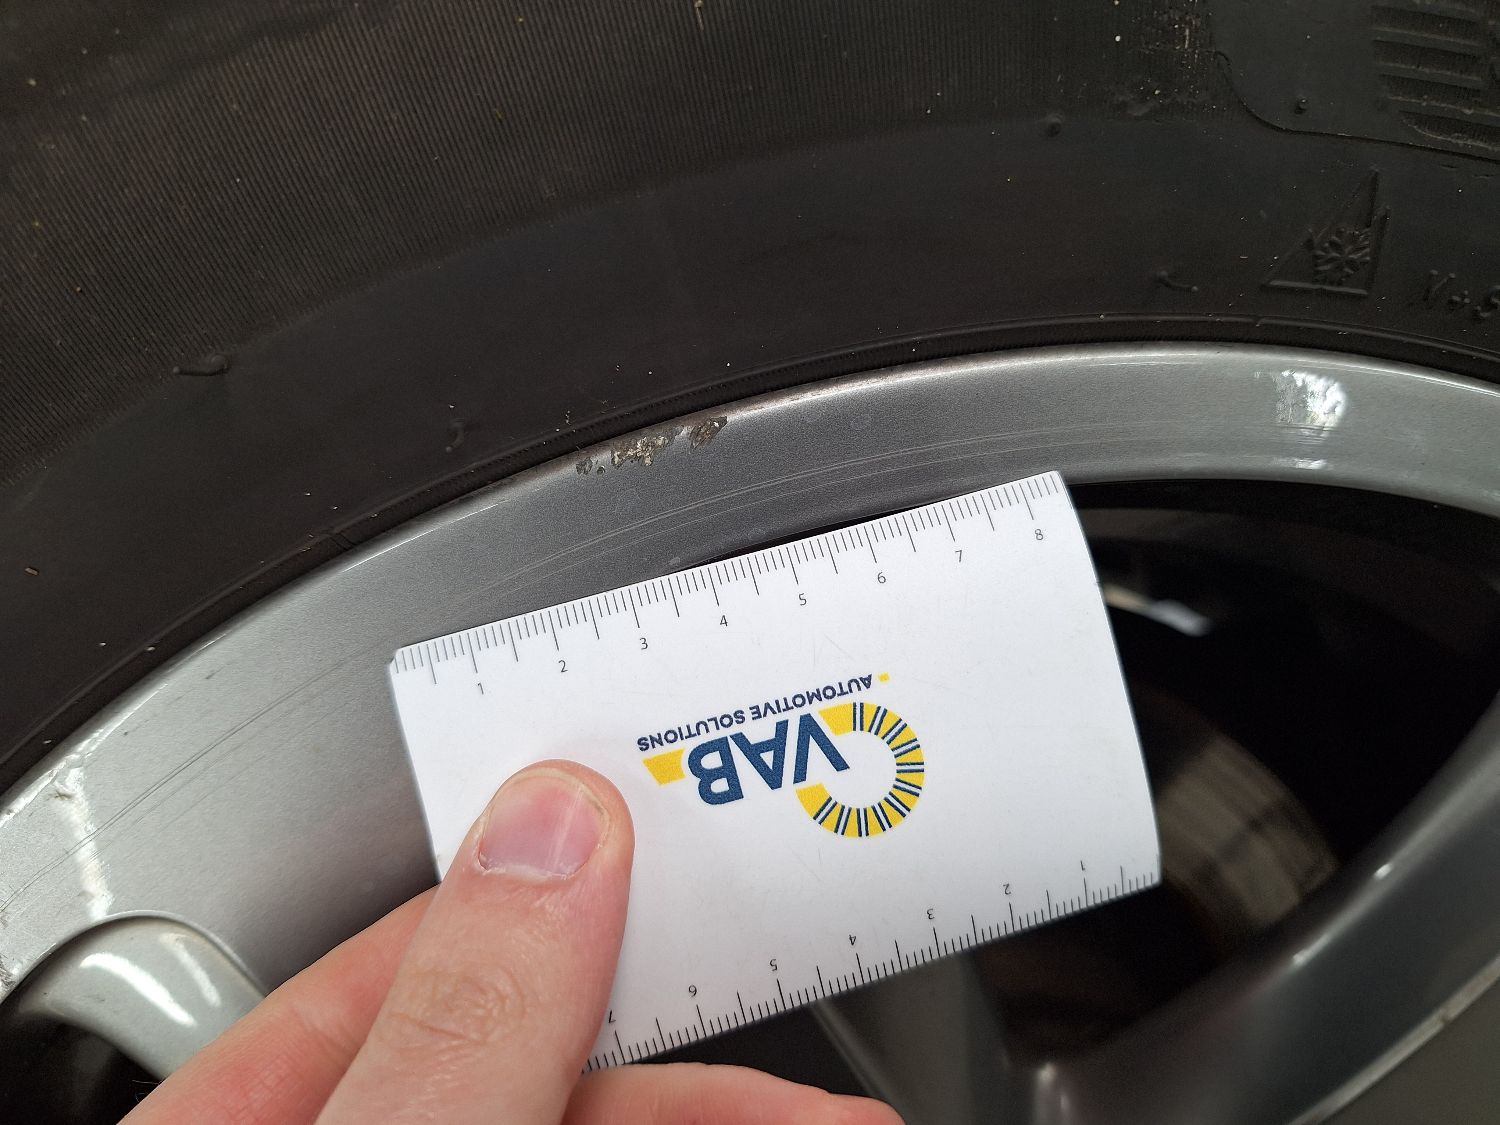 1 2 3 4 5 6 7 8
AUTOMOTIVE SOLUTIONS
VAB
1 2 3 4 5 6 7